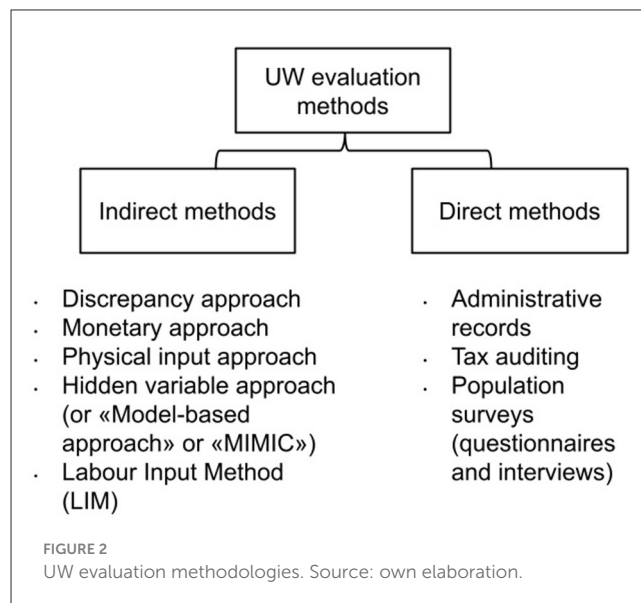 UW evaluation
methods
Indirect methods
Direct methods
· Discrepancy approach
· Monetary approach
· Physical input approach
· Hidden variable approach
(or «Model-based
approach» or «MIMIC»)
· Labour Input Method
(LIM)
· Administrative
records
· Tax auditing
· Population
surveys
(questionnaires
and interviews)
FIGURE 2
UW evaluation methodologies. Source: own elaboration.